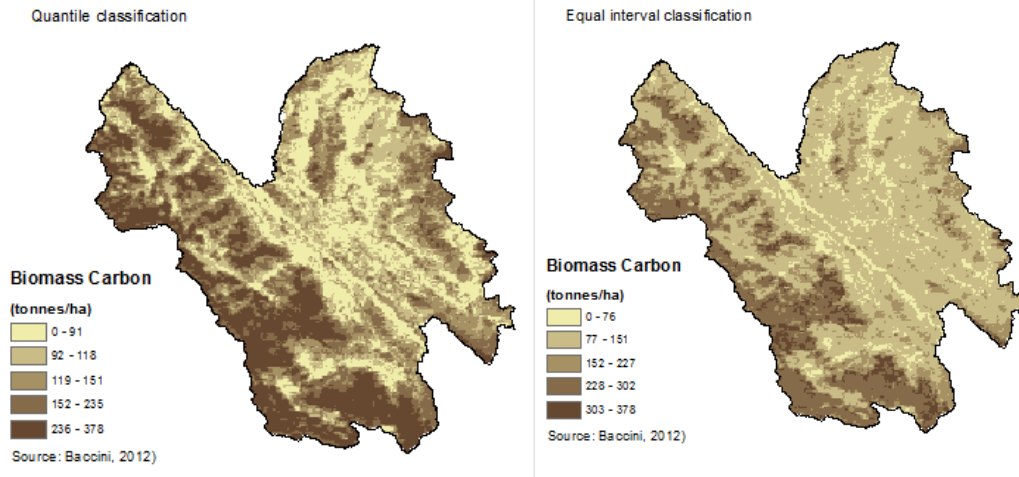 Quantile classification
Biomass Carbon
(tonnes/ha)
0 - 91
92 - 118
119 - 151
152 - 235
236 - 378
Source: Baccini, 2012)
Equal interval classification
Biomass Carbon
(tonnes/ha)
0 - 76
77 - 151
152 - 227
228 - 302
303 - 378
Source: Baccini, 2012)